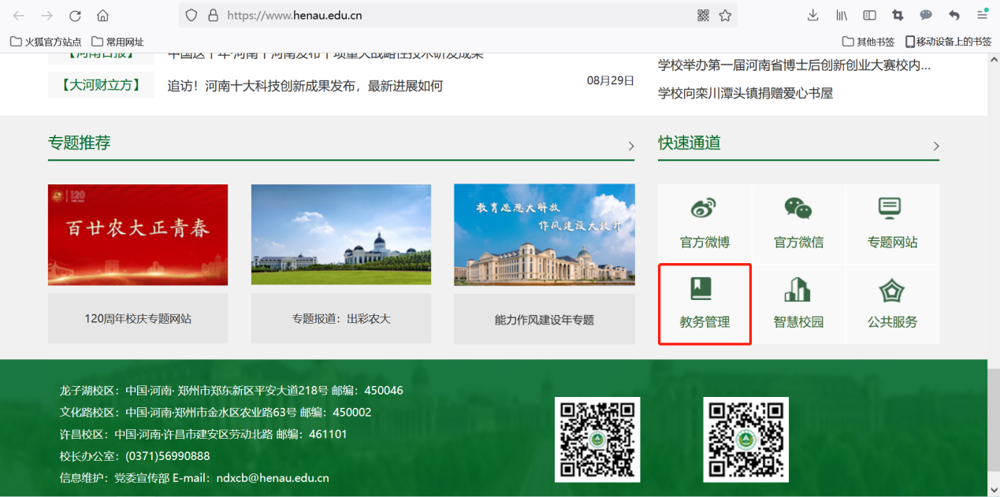 https://www.henau.edu.cn
火狐官方站点 常用网址 其他书签 移动设备上的书签
【河南日报】 中国这十年·河南丨河南发布十项重大战略性技术研发成果
学校举办第一届河南省博士后创新创业大赛校内...
【大河财立方】 追访！河南十大科技创新成果发布，最新进展如何 08月29日
学校向栾川潭头镇捐赠爱心书屋
专题推荐 快速通道
120
百廿农大正青春
教育思想大解放
作风建设大提升
官方微博 官方微信 专题网站
120周年校庆专题网站 专题报道：出彩农大 能力作风建设年专题
教务管理 智慧校园 公共服务
龙子湖校区：中国·河南· 郑州市郑东新区平安大道218号 邮编：450046
文化路校区：中国·河南·郑州市金水区农业路63号 邮编：450002
许昌校区：中国·河南·许昌市建安区劳动北路 邮编：461101
校长办公室：(0371)56990888
信息维护：党委宣传部 E-mail：ndxcb@henau.edu.cn